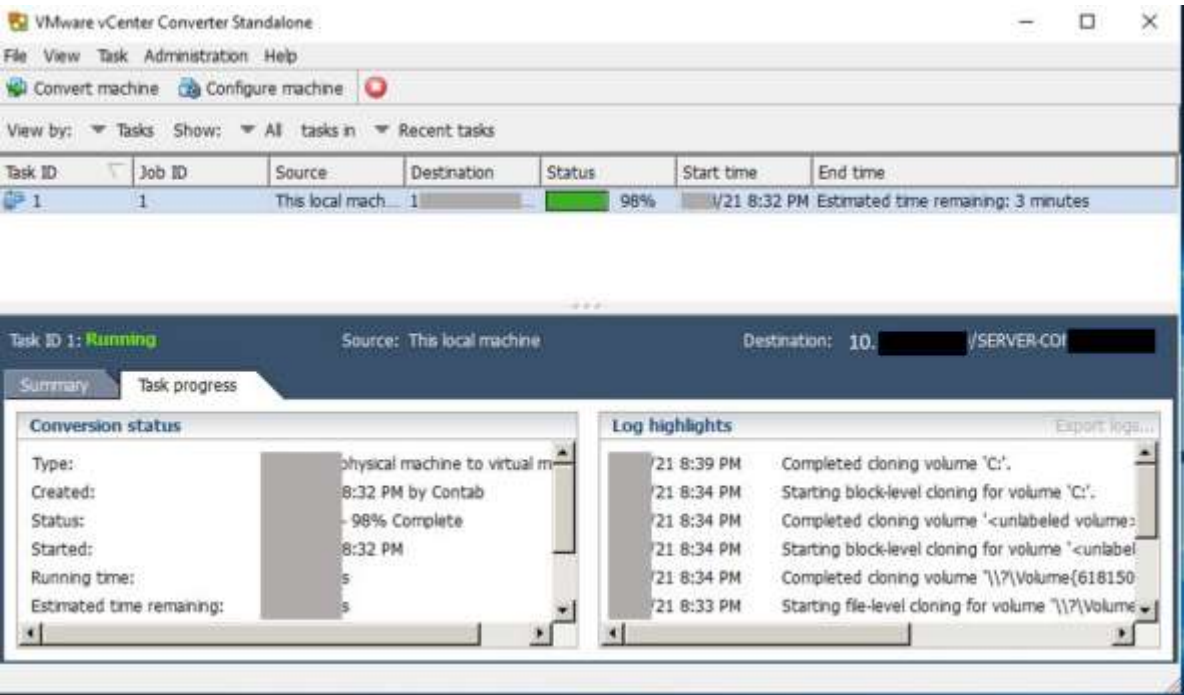 VMware vCenter Converter Standalone
File View Task Administration Help
Convert machine Configure machine
View by: Tasks Show: All tasks in Recent tasks
Task ID Job ID Source Destination Status Start time End time
1 1 This local mach... 1 ... 98% /21 8:32 PM Estimated time remaining: 3 minutes
Task ID 1: Running Source: This local machine Destination: 10. /SERVER-CO
Summary Task progress
Conversion status
Type: physical machine to virtual m
Created: 8:32 PM by Contab
Status: - 98% Complete
Started: 8:32 PM
Running time: s
Estimated time remaining: s
Log highlights Export logs...
/21 8:39 PM Completed cloning volume 'C:'.
/21 8:34 PM Starting block-level cloning for volume 'C:'.
/21 8:34 PM Completed cloning volume '<unlabeled volume>
/21 8:34 PM Starting block-level cloning for volume '<unlabel
/21 8:34 PM Completed cloning volume '\\?\Volume{618150
/21 8:33 PM Starting file-level cloning for volume '\\?\Volume